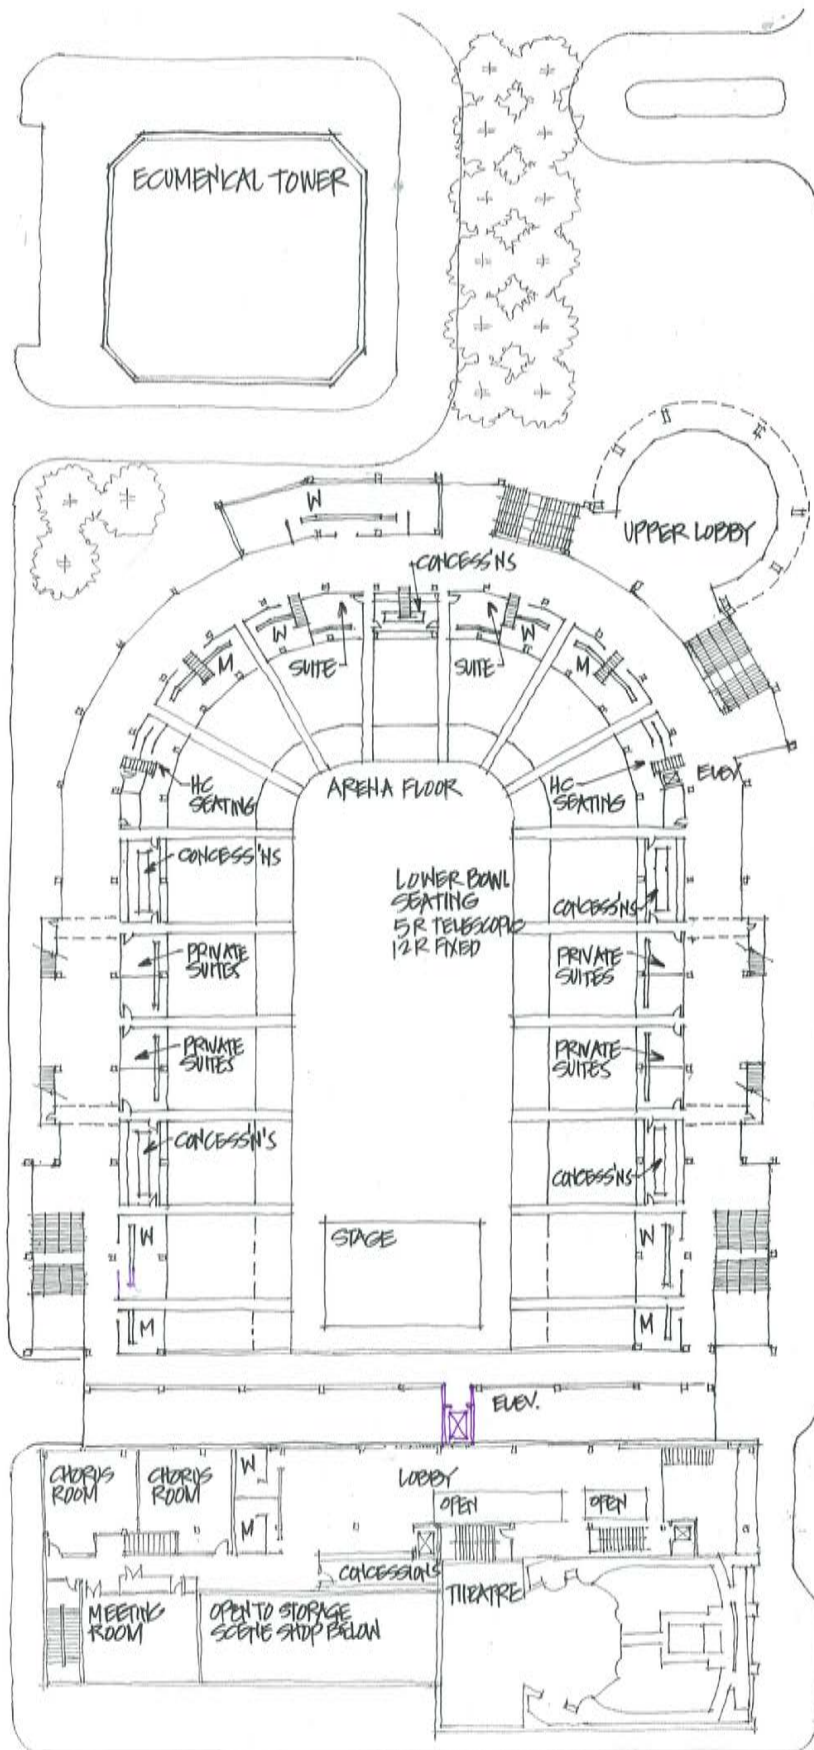 ECUMENICAL TOWER
W
CONCESS'NS
UPPER LOBBY
W
SUITE
SUITE
W
M
M
HC
SEATING
ARENA FLOOR
HC
SEATING
ELEV.
CONCESS'NS
LOWER BOWL
SEATING
5R TELESCOPIC
12R FIXED
CONCESS'NS
PRIVATE
SUITES
PRIVATE
SUITES
PRIVATE
SUITES
PRIVATE
SUITES
CONCESS'N'S
CONCESS'NS
W
STAGE
W
M
M
ELEV.
CHORUS
ROOM
CHORUS
ROOM
W
LOBBY
OPEN
OPEN
M
CONCESSIONS
THEATRE
MEETING
ROOM
OPEN TO STORAGE
SCENE SHOP BELOW